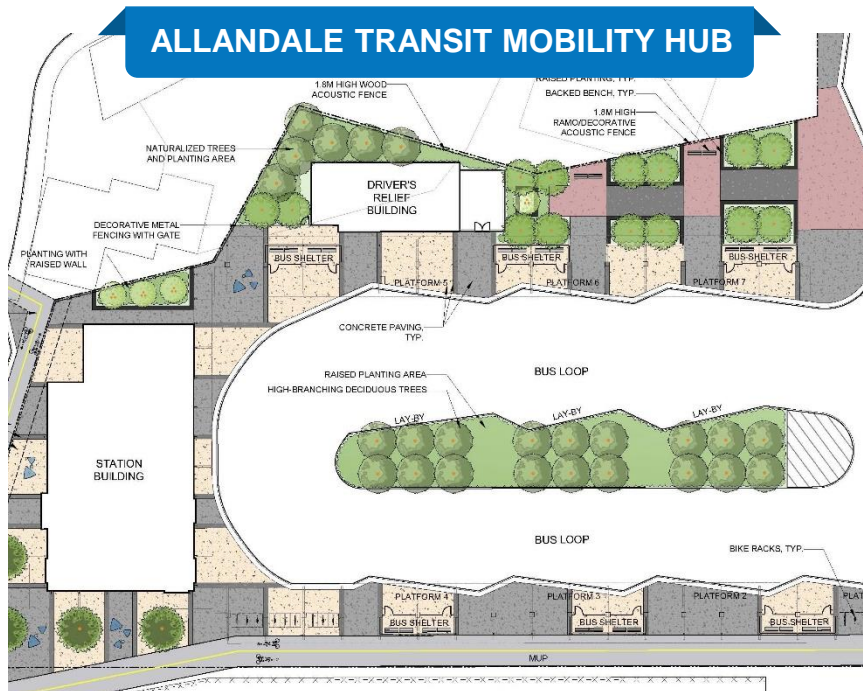 ALLANDALE TRANSIT MOBILITY HUB
RAISED PLANTING, TYP.
1.8M HIGH WOOD
ACOUSTIC FENCE
BACKED BENCH, TYP.
1.8M HIGH
RAMO/DECORATIVE
ACOUSTIC FENCE
NATURALIZED TREES
AND PLANTING AREA
DRIVER'S
RELIEF
BUILDING
DECORATIVE METAL
FENCING WITH GATE
PLANTING WITH
RAISED WALL
BUS SHELTER
BUS SHELTER
BUS SHELTER
PLATFORM 5
PLATFORM 6
PLATFORM 7
CONCRETE PAVING,
TYP.
BUS LOOP
RAISED PLANTING AREA
HIGH-BRANCHING DECIDUOUS TREES
LAY-BY
LAY-BY
LAY-BY
STATION
BUILDING
BUS LOOP
BIKE RACKS, TYP.
PLATFORM 4
PLATFORM 3
PLATFORM 2
PLAT
BUS SHELTER
BUS SHELTER
BUS SHELTER
MUP